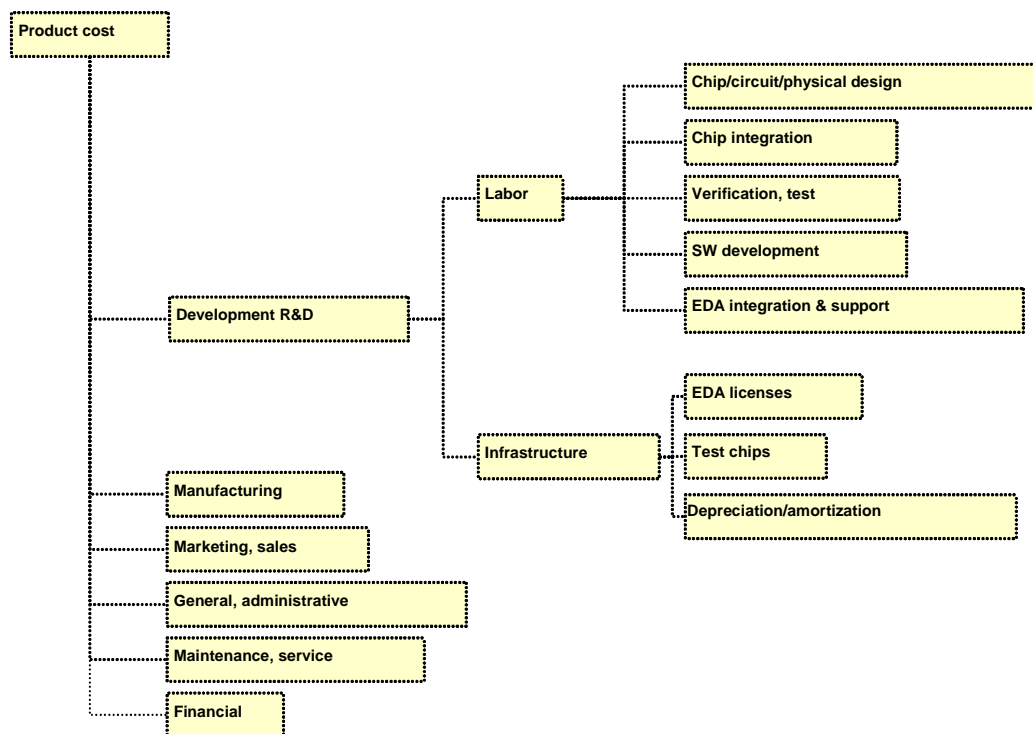 Product cost
Chip/circuit/physical design
Chip integration
Labor
Verification, test
SW development
EDA integration & support
Development R&D
EDA licenses
Infrastructure
Test chips
Depreciation/amortization
Manufacturing
Marketing, sales
General, administrative
Maintenance, service
Financial